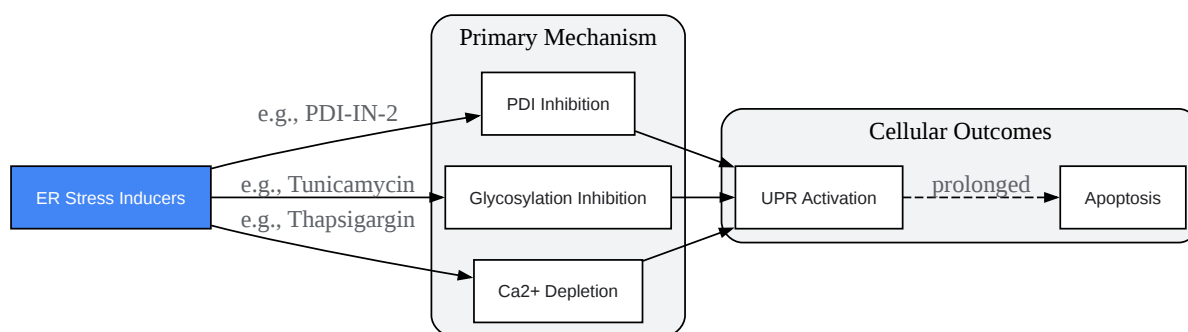 Primary Mechanism
e.g., PDI-IN-2
PDI Inhibition
Cellular Outcomes
ER Stress Inducers
e.g., Tunicamycin
Glycosylation Inhibition
UPR Activation
prolonged
Apoptosis
e.g., Thapsigargin
Ca2+ Depletion